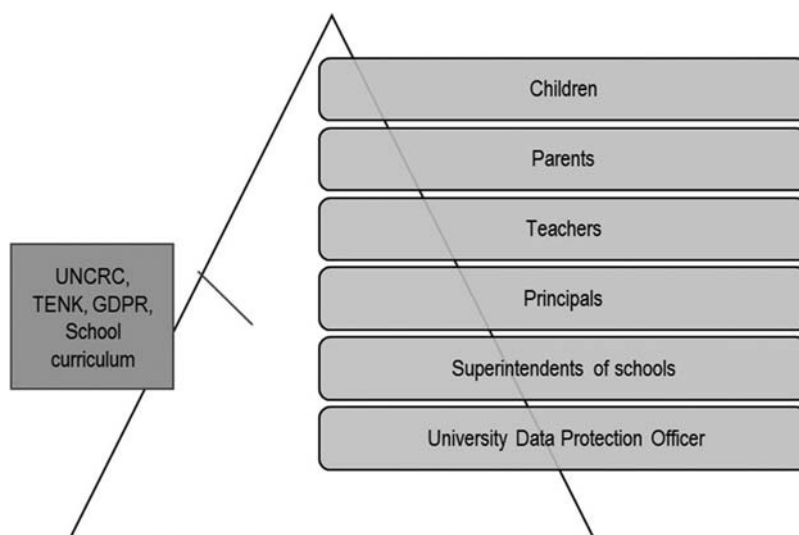 Children
Parents
Teachers
UNCRC,
TENK, GDPR,
School
curriculum
Principals
Superintendents of schools
University Data Protection Officer